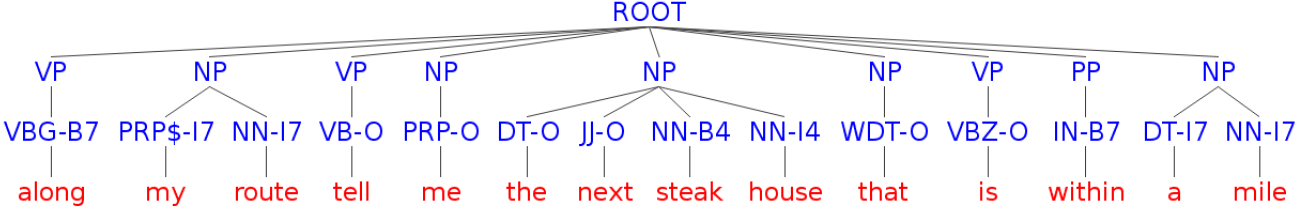 ROOT
VP NP VP NP NP NP VP PP NP
VBG-B7 PRP$-I7 NN-I7 VB-O PRP-O DT-O JJ-O NN-B4 NN-I4 WDT-O VBZ-O IN-B7 DT-I7 NN-I7
along my route tell me the next steak house that is within a mile